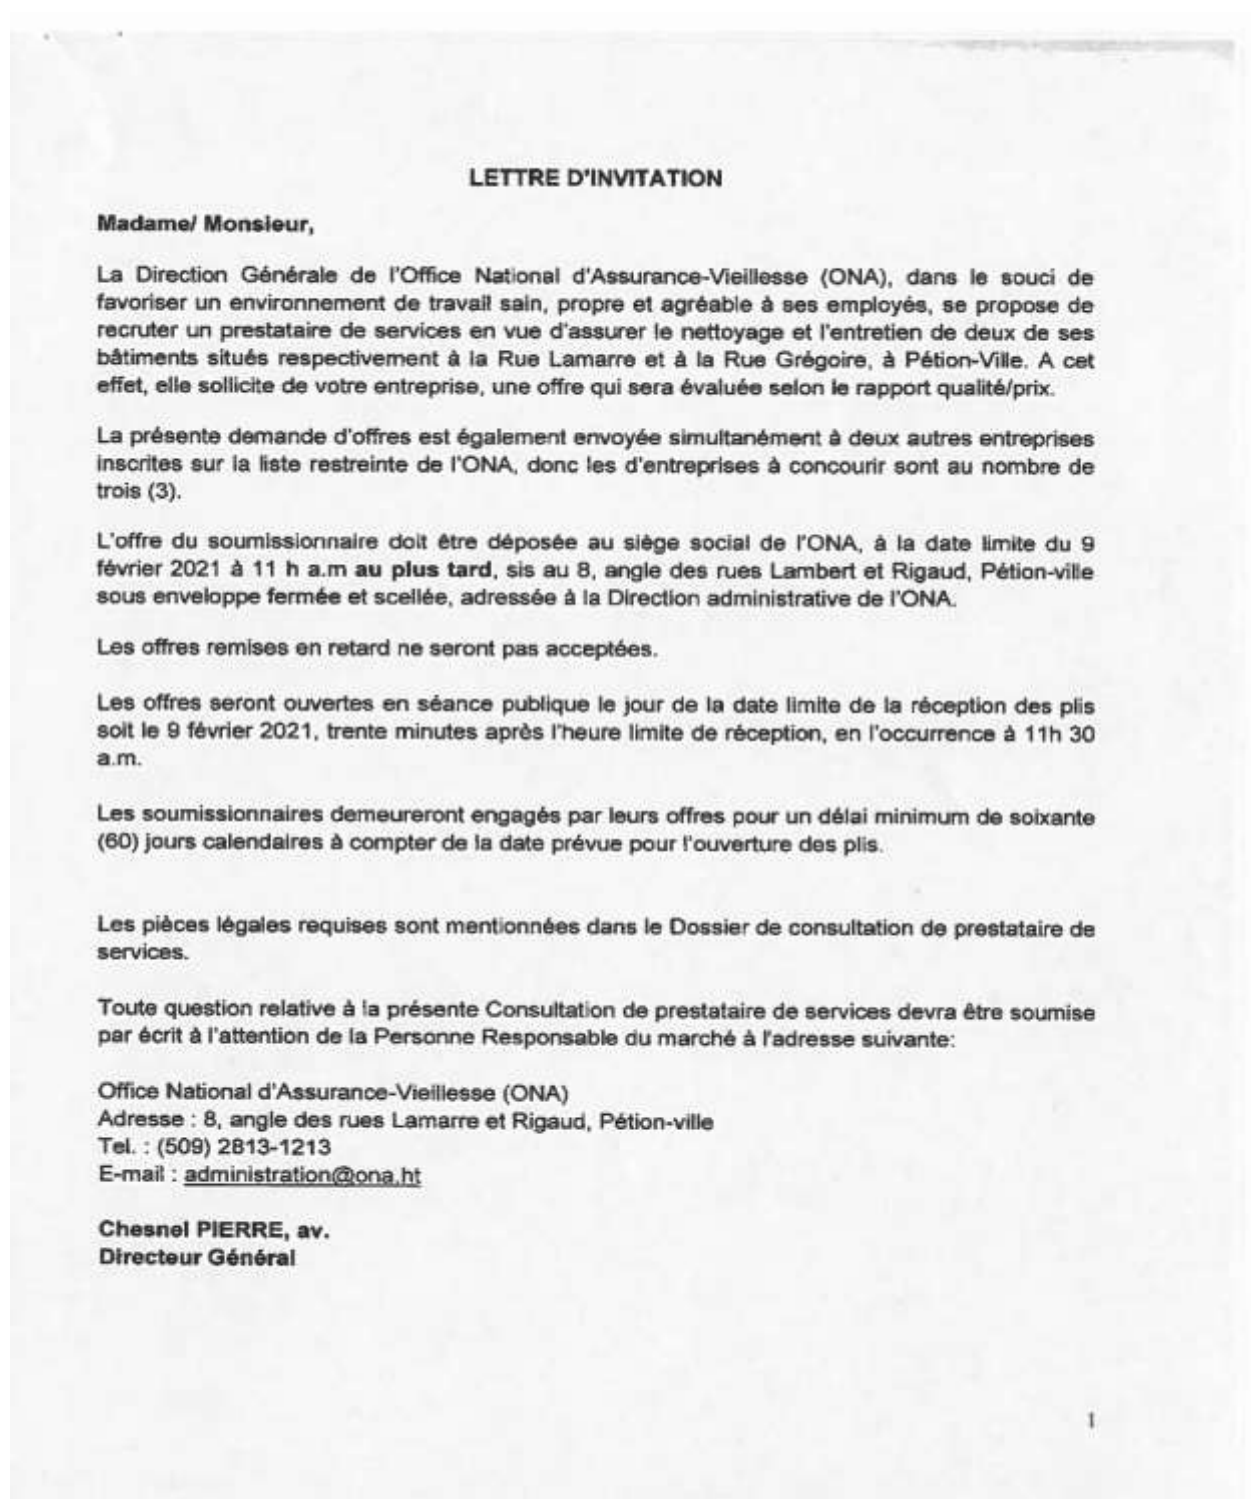 LETTRE D'INVITATION
Madame/ Monsieur,
La Direction Générale de l'Office National d'Assurance-Vieillesse (ONA), dans le souci de
favoriser un environnement de travail sain, propre et agréable à ses employés, se propose de
recruter un prestataire de services en vue d'assurer le nettoyage et l'entretien de deux de ses
bâtiments situés respectivement à la Rue Lamarre et à la Rue Grégoire, à Pétion-Ville. A cet
effet, elle sollicite de votre entreprise, une offre qui sera évaluée selon le rapport qualité/prix.
La présente demande d'offres est également envoyée simultanément à deux autres entreprises
inscrites sur la liste restreinte de l'ONA, donc les d'entreprises à concourir sont au nombre de
trois (3).
L'offre du soumissionnaire doit être déposée au siège social de l'ONA, à la date limite du 9
février 2021 à 11 h a.m au plus tard, sis au 8, angle des rues Lambert et Rigaud, Pétion-ville
sous enveloppe fermée et scellée, adressée à la Direction administrative de l'ONA.
Les offres remises en retard ne seront pas acceptées.
Les offres seront ouvertes en séance publique le jour de la date limite de la réception des plis
soit le 9 février 2021, trente minutes après l'heure limite de réception, en l'occurrence à 11h 30
a.m.
Les soumissionnaires demeureront engagés par leurs offres pour un délai minimum de soixante
(60) jours calendaires à compter de la date prévue pour l'ouverture des plis.
Les pièces légales requises sont mentionnées dans le Dossier de consultation de prestataire de
services.
Toute question relative à la présente Consultation de prestataire de services devra être soumise
par écrit à l'attention de la Personne Responsable du marché à l'adresse suivante:
Office National d'Assurance-Vieillesse (ONA)
Adresse : 8, angle des rues Lamarre et Rigaud, Pétion-ville
Tel. : (509) 2813-1213
E-mail : administration@ona.ht
Chesnel PIERRE, av.
Directeur Général
1